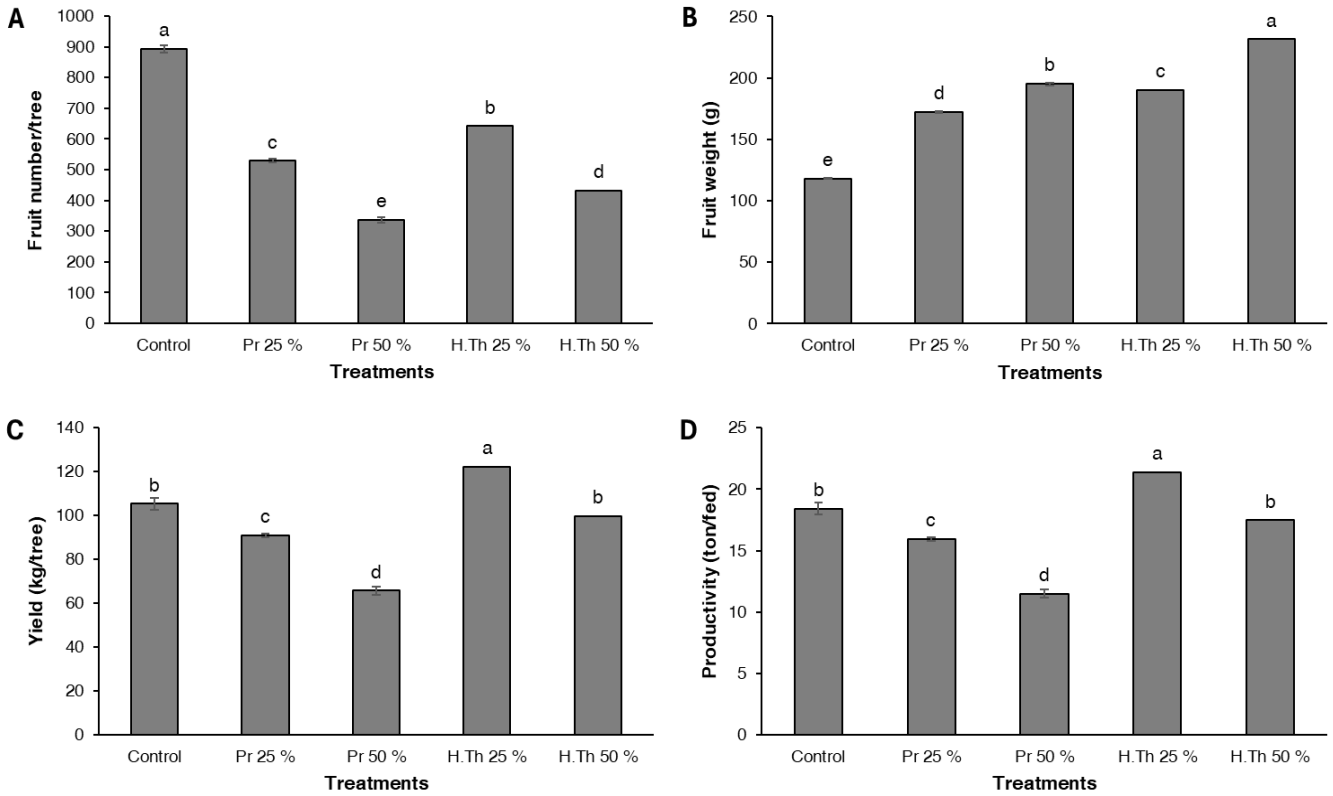 A
Fruit number/tree
1000
900
800
700
600
500
400
300
200
100
0
a
c
e
b
d
Control Pr 25 % Pr 50 % H.Th 25 % H.Th 50 %
Treatments
B
Fruit weight (g)
250
200
150
100
50
0
e
d
b
c
a
Control Pr 25 % Pr 50 % H.Th 25 % H.Th 50 %
Treatments
C
Yield (kg/tree)
140
120
100
80
60
40
20
0
b
c
d
a
b
Control Pr 25 % Pr 50 % H.Th 25 % H.Th 50 %
Treatments
D
Productivity (ton/fed)
25
20
15
10
5
0
b
c
d
a
b
Control Pr 25 % Pr 50 % H.Th 25 % H.Th 50 %
Treatments